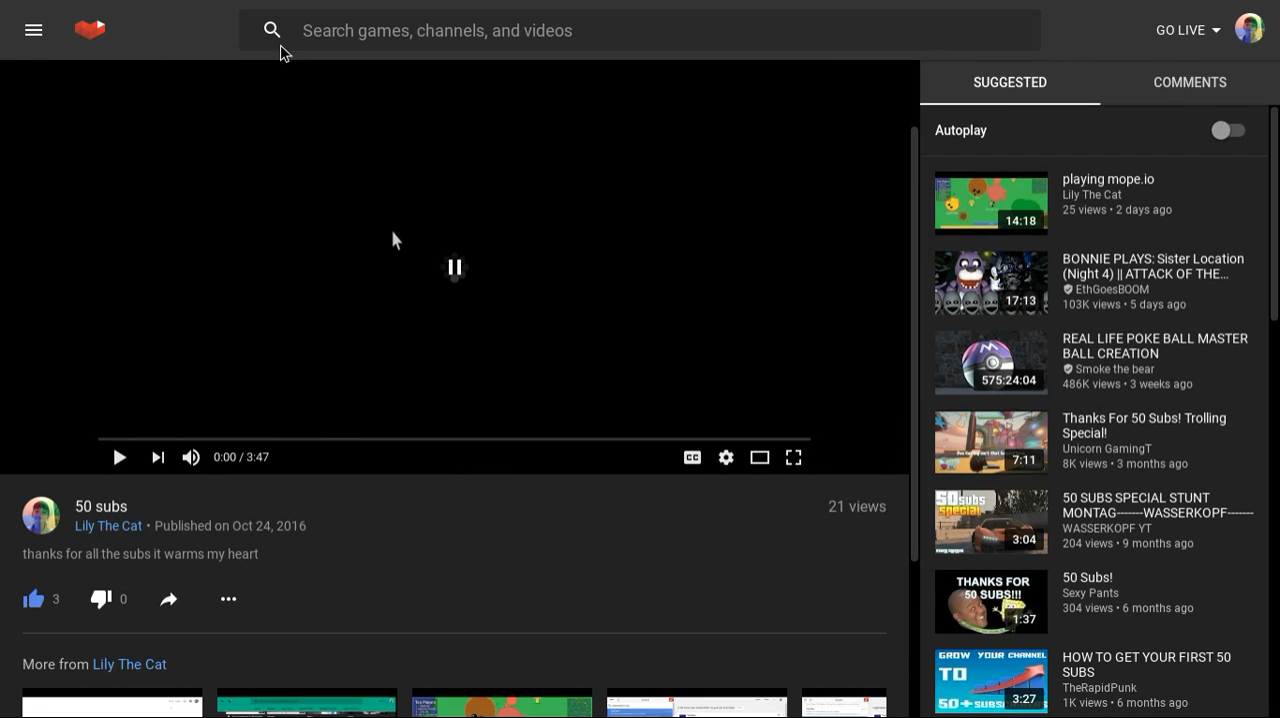 Search games, channels, and videos
GO LIVE
SUGGESTED
COMMENTS
Autoplay
14:18
playing mope.io
Lily The Cat
25 views • 2 days ago
17:13
BONNIE PLAYS: Sister Location
(Night 4) || ATTACK OF THE...
EthGoesBOOM
103K views • 5 days ago
575:24:04
REAL LIFE POKE BALL MASTER
BALL CREATION
Smoke the bear
486K views • 3 weeks ago
7:11
Thanks For 50 Subs! Trolling
Special!
Unicorn GamingT
8K views • 3 months ago
50 subs
special
3:04
50 SUBS SPECIAL STUNT
MONTAG-------WASSERKOPF-------
WASSERKOPF YT
204 views • 9 months ago
THANKS FOR
50 SUBS!!!
1:37
50 Subs!
Sexy Pants
304 views • 6 months ago
GROW YOUR CHANNEL
TO
50+SUBS
3:27
HOW TO GET YOUR FIRST 50
SUBS
TheRapidPunk
1K views • 6 months ago
0:00 / 3:47
CC
50 subs
21 views
Lily The Cat • Published on Oct 24, 2016
thanks for all the subs it warms my heart
3
0
More from Lily The Cat